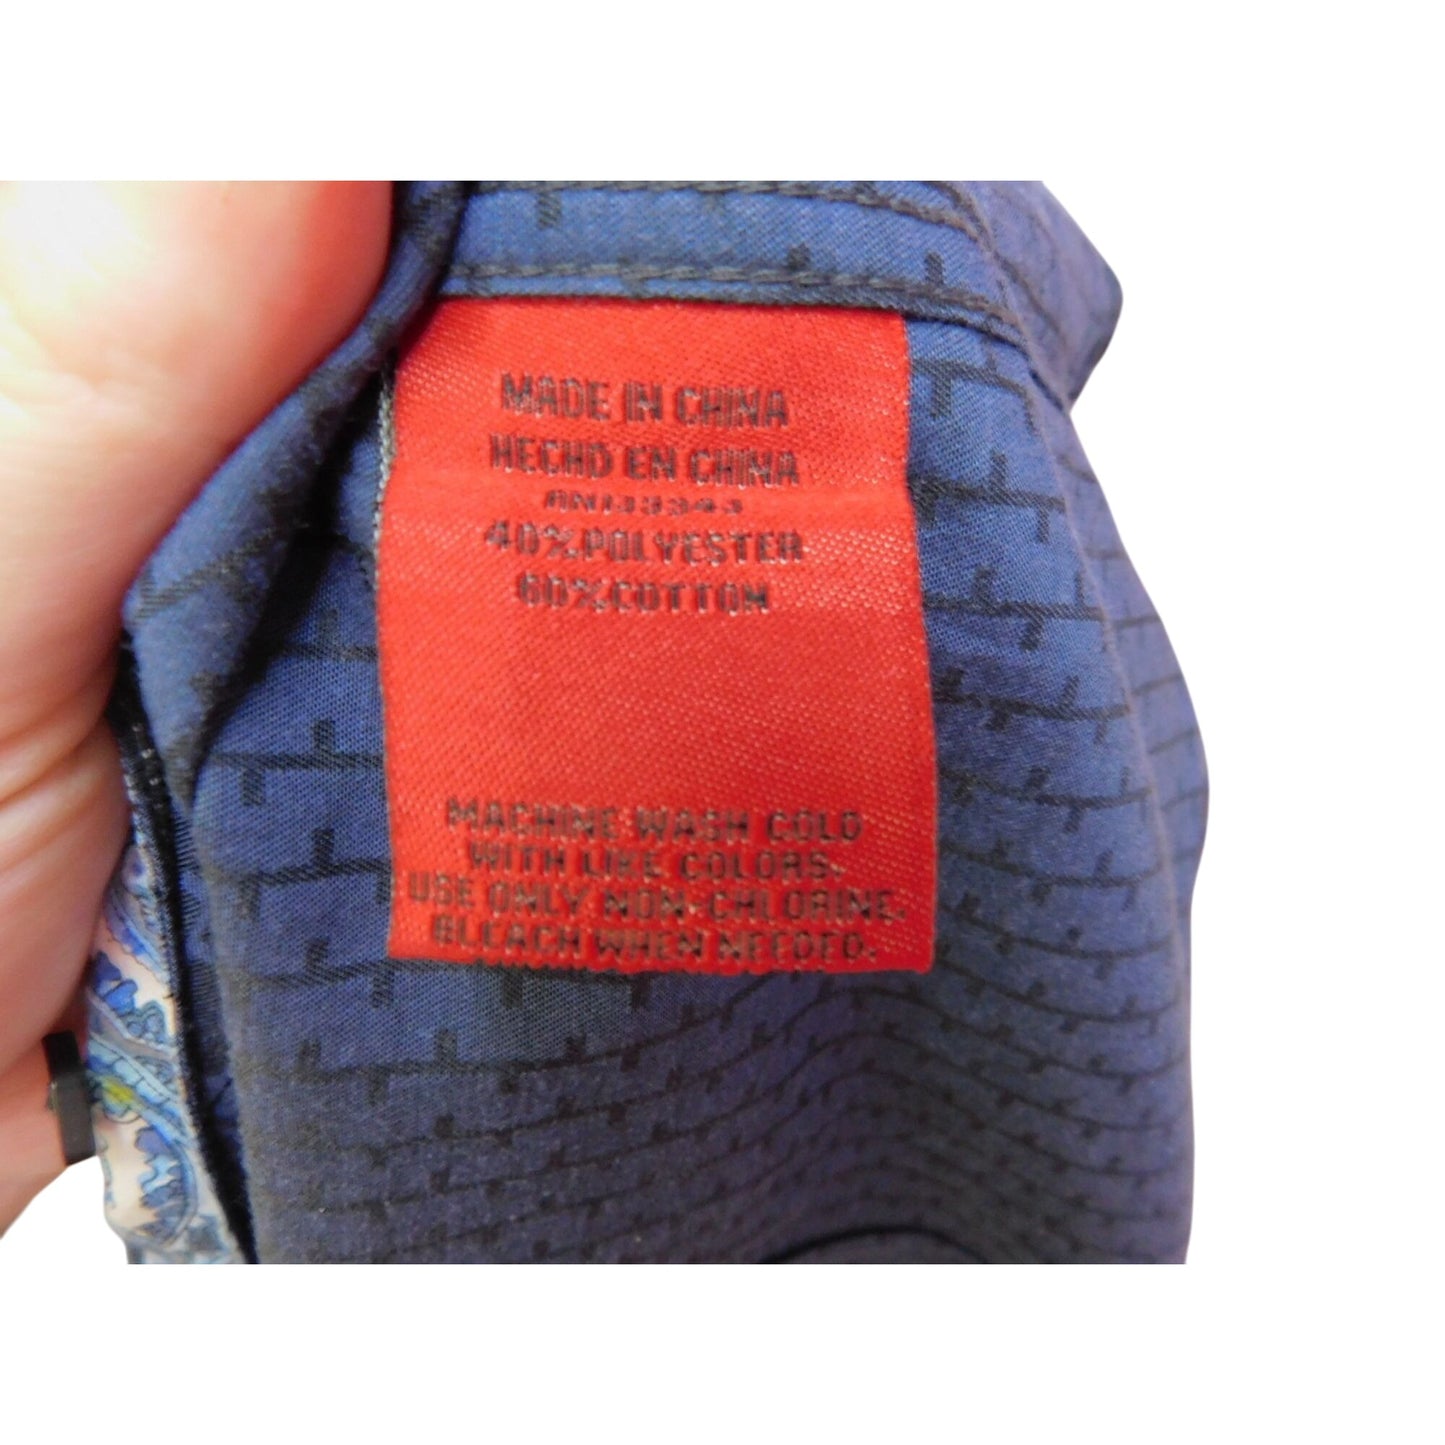 MADE IN CHINA
HECHO EN CHINA
40%POLYESTER
60%COTTON
MACHINE WASH COLD
WITH LIKE COLORS.
USE ONLY NON-CHLORINE.
BLEACH WHEN NEEDED.